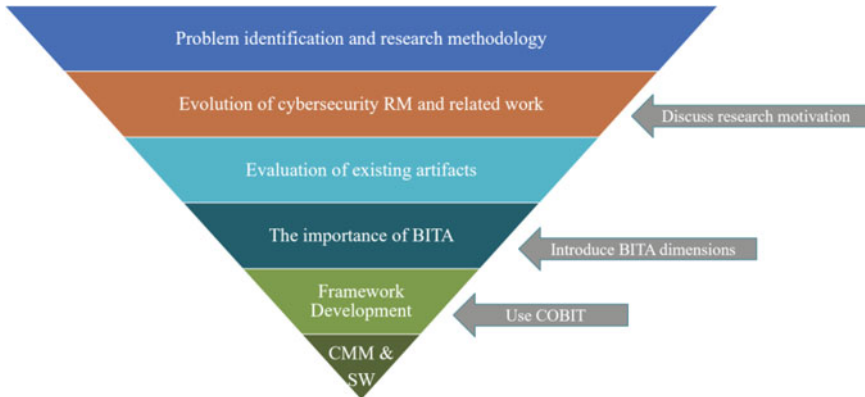 Problem identification and research methodology
Evolution of cybersecurity RM and related work
Discuss research motivation
Evaluation of existing artifacts
The importance of BITA
Introduce BITA dimensions
Framework
Development
Use COBIT
CMM &
SW